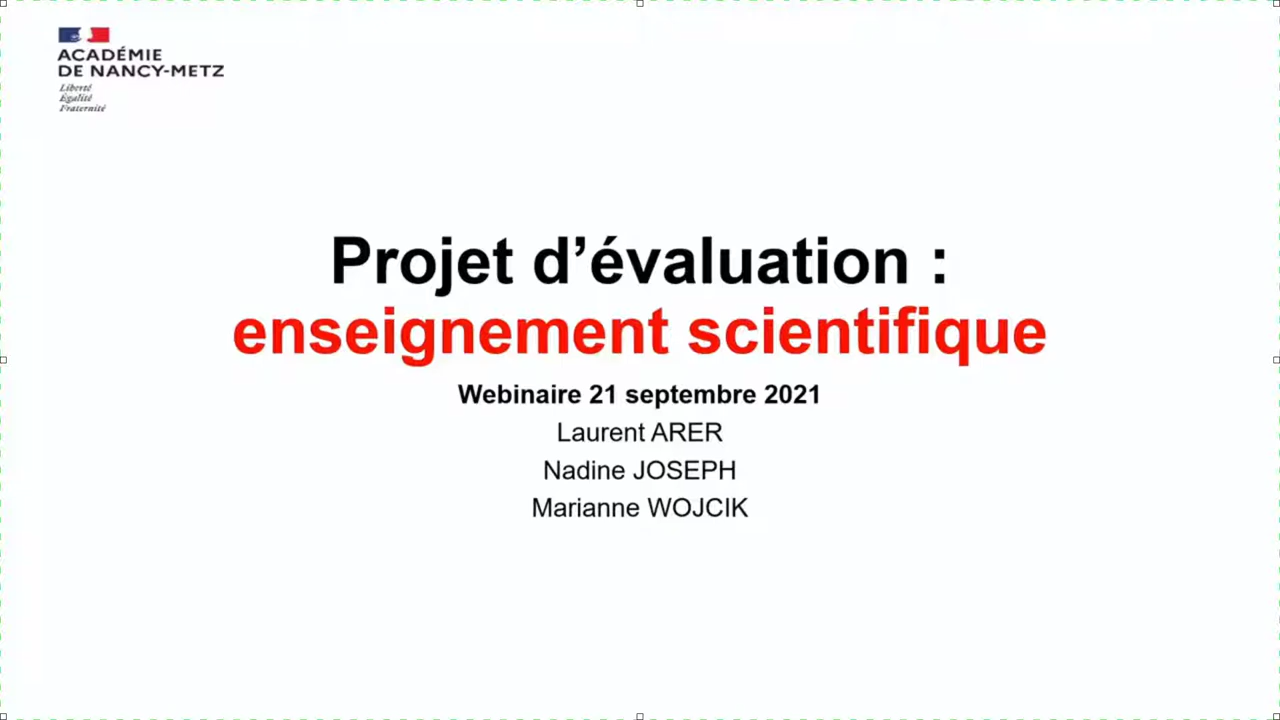 ACADÉMIE
DE NANCY-METZ
Liberté
Égalité
Fraternité
Projet d’évaluation :
enseignement scientifique
Webinaire 21 septembre 2021
Laurent ARER
Nadine JOSEPH
Marianne WOJCIK